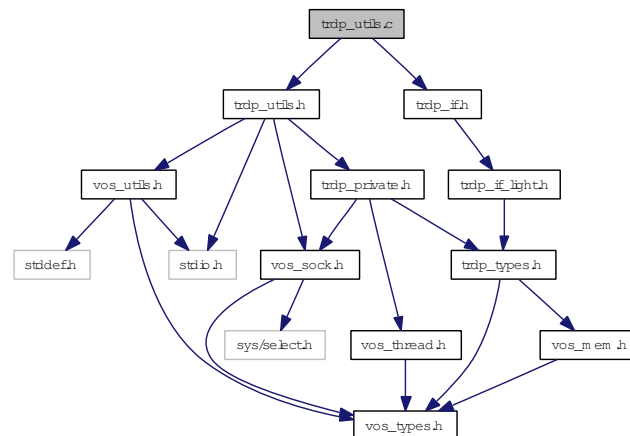 trdp_utils.c
trdp_utils.h
trdp_if.h
vos_utils.h
trdp_private.h
trdp_if_light.h
stddef.h
stdio.h
vos_sock.h
trdp_types.h
sys/select.h
vos_thread.h
vos_mem.h
vos_types.h